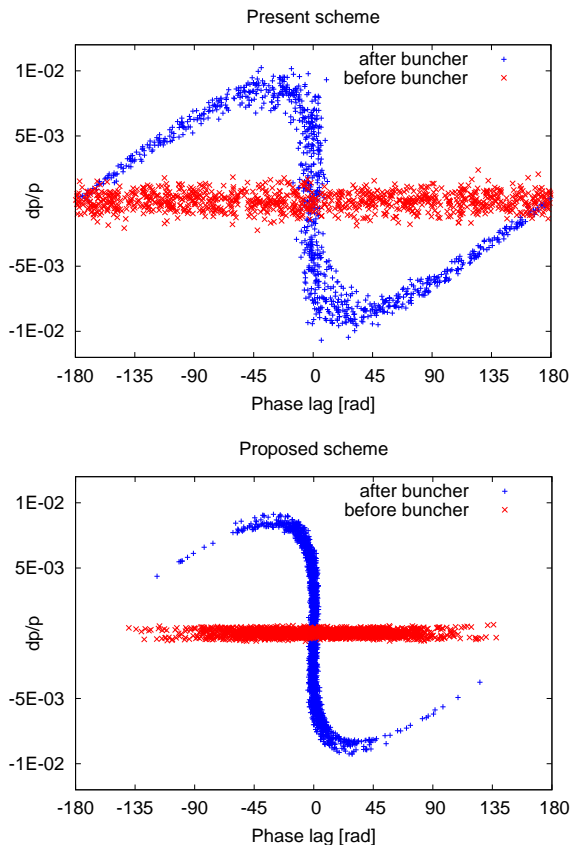 Present scheme
after buncher
before buncher
1E-02
5E-03
0
-5E-03
-1E-02
dp/p
-180 -135 -90 -45 0 45 90 135 180
Phase lag [rad]
Proposed scheme
after buncher
before buncher
1E-02
5E-03
0
-5E-03
-1E-02
dp/p
-180 -135 -90 -45 0 45 90 135 180
Phase lag [rad]